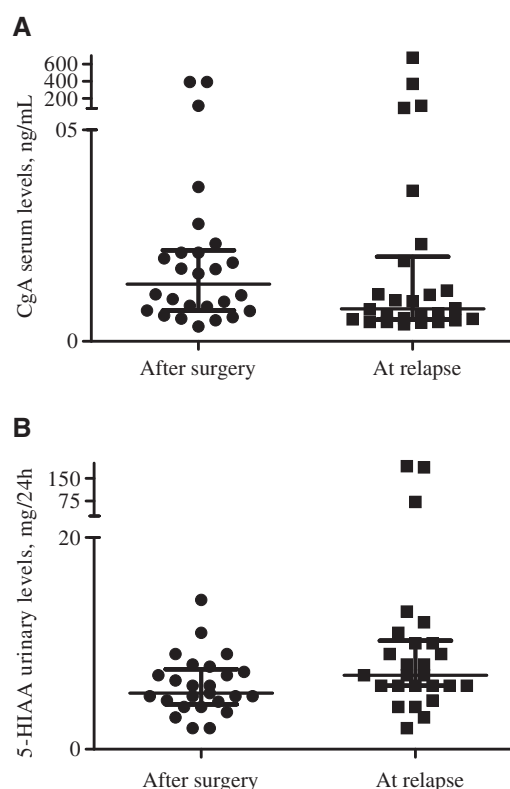 A
CgA serum levels, ng/mL
600
400
200
05
0
After surgery
At relapse
B
5-HIAA urinary levels, mg/24h
150
75
20
0
After surgery
At relapse